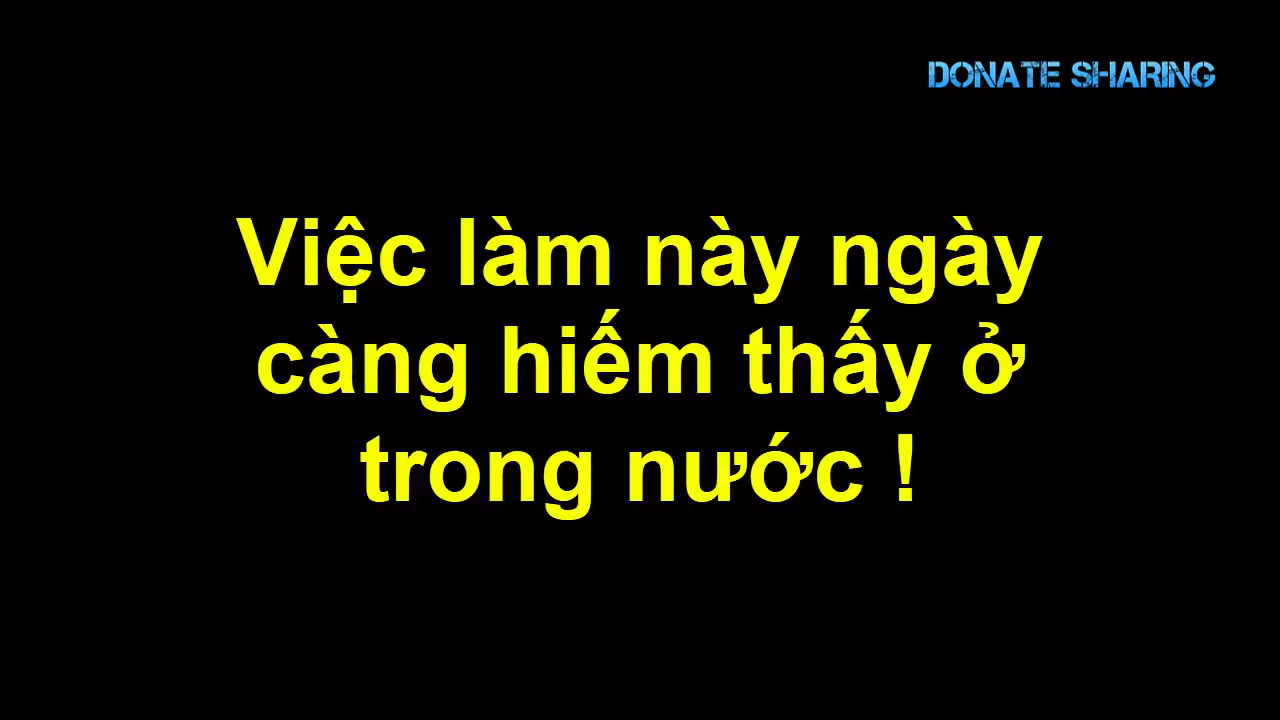 DONATE SHARING
Việc làm này ngày
càng hiếm thấy ở
trong nước !